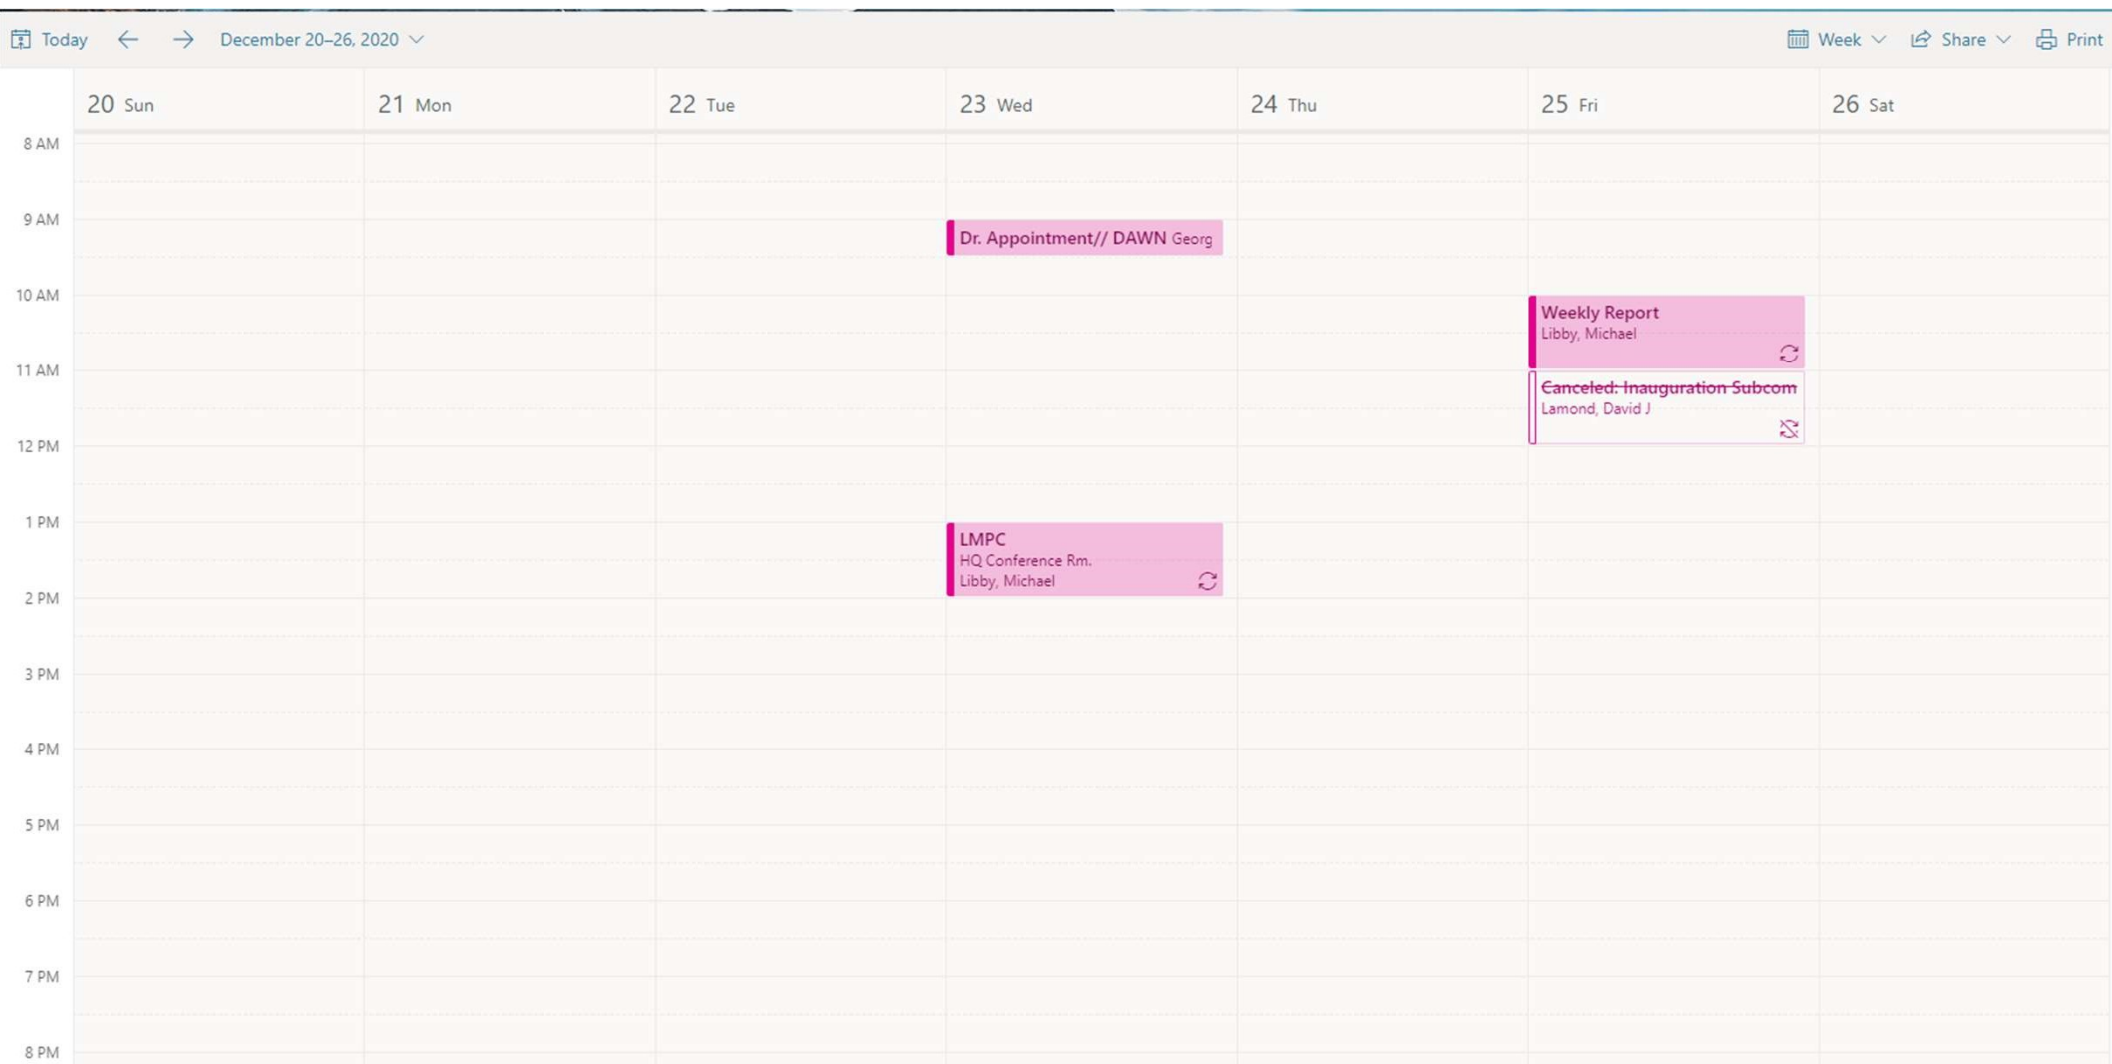 Today December 20–26, 2020 Week Share Print
20 Sun 21 Mon 22 Tue 23 Wed 24 Thu 25 Fri 26 Sat
8 AM
9 AM
Dr. Appointment// DAWN Georg
10 AM
Weekly Report
Libby, Michael
11 AM
Canceled: Inauguration Subcom
Lamond, David J
12 PM
1 PM
LMPC
HQ Conference Rm.
Libby, Michael
2 PM
3 PM
4 PM
5 PM
6 PM
7 PM
8 PM